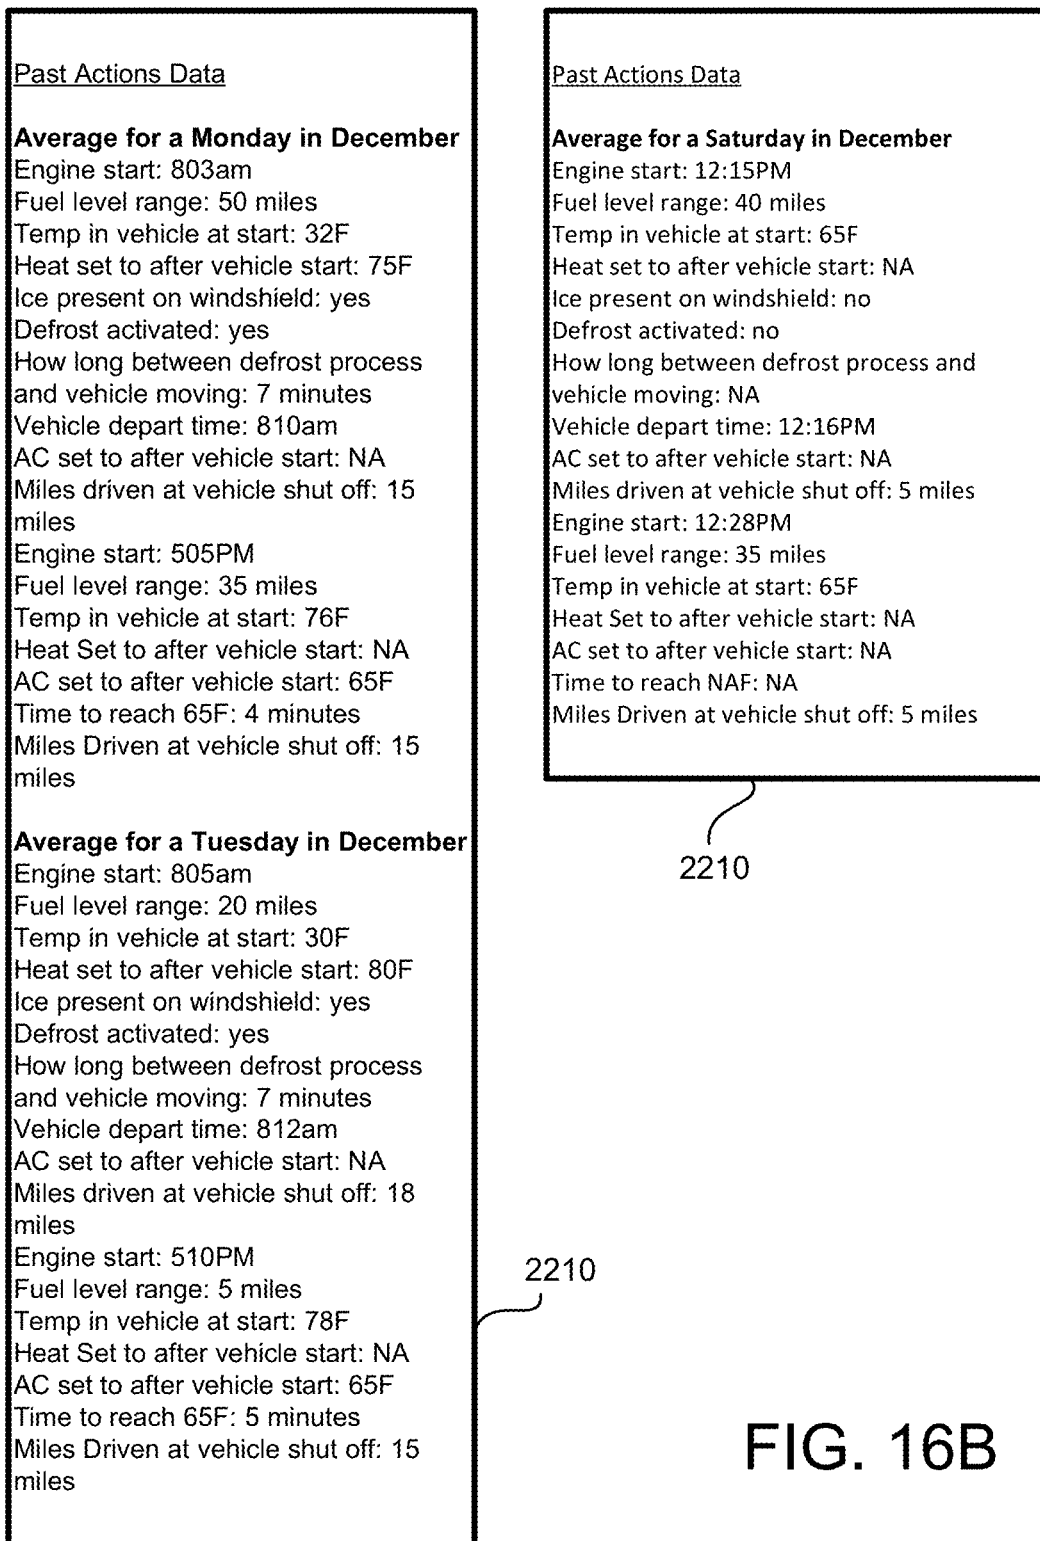 Past Actions Data
Average for a Monday in December
Engine start: 803am
Fuel level range: 50 miles
Temp in vehicle at start: 32F
Heat set to after vehicle start: 75F
Ice present on windshield: yes
Defrost activated: yes
How long between defrost process
and vehicle moving: 7 minutes
Vehicle depart time: 810am
AC set to after vehicle start: NA
Miles driven at vehicle shut off: 15
miles
Engine start: 505PM
Fuel level range: 35 miles
Temp in vehicle at start: 76F
Heat Set to after vehicle start: NA
AC set to after vehicle start: 65F
Time to reach 65F: 4 minutes
Miles Driven at vehicle shut off: 15
miles
Average for a Tuesday in December
Engine start: 805am
Fuel level range: 20 miles
Temp in vehicle at start: 30F
Heat set to after vehicle start: 80F
Ice present on windshield: yes
Defrost activated: yes
How long between defrost process
and vehicle moving: 7 minutes
Vehicle depart time: 812am
AC set to after vehicle start: NA
Miles driven at vehicle shut off: 18
miles
Engine start: 510PM
Fuel level range: 5 miles
Temp in vehicle at start: 78F
Heat Set to after vehicle start: NA
AC set to after vehicle start: 65F
Time to reach 65F: 5 minutes
Miles Driven at vehicle shut off: 15
miles
2210
Past Actions Data
Average for a Saturday in December
Engine start: 12:15PM
Fuel level range: 40 miles
Temp in vehicle at start: 65F
Heat set to after vehicle start: NA
Ice present on windshield: no
Defrost activated: no
How long between defrost process and
vehicle moving: NA
Vehicle depart time: 12:16PM
AC set to after vehicle start: NA
Miles driven at vehicle shut off: 5 miles
Engine start: 12:28PM
Fuel level range: 35 miles
Temp in vehicle at start: 65F
Heat Set to after vehicle start: NA
AC set to after vehicle start: NA
Time to reach NAF: NA
Miles Driven at vehicle shut off: 5 miles
2210
FIG. 16B